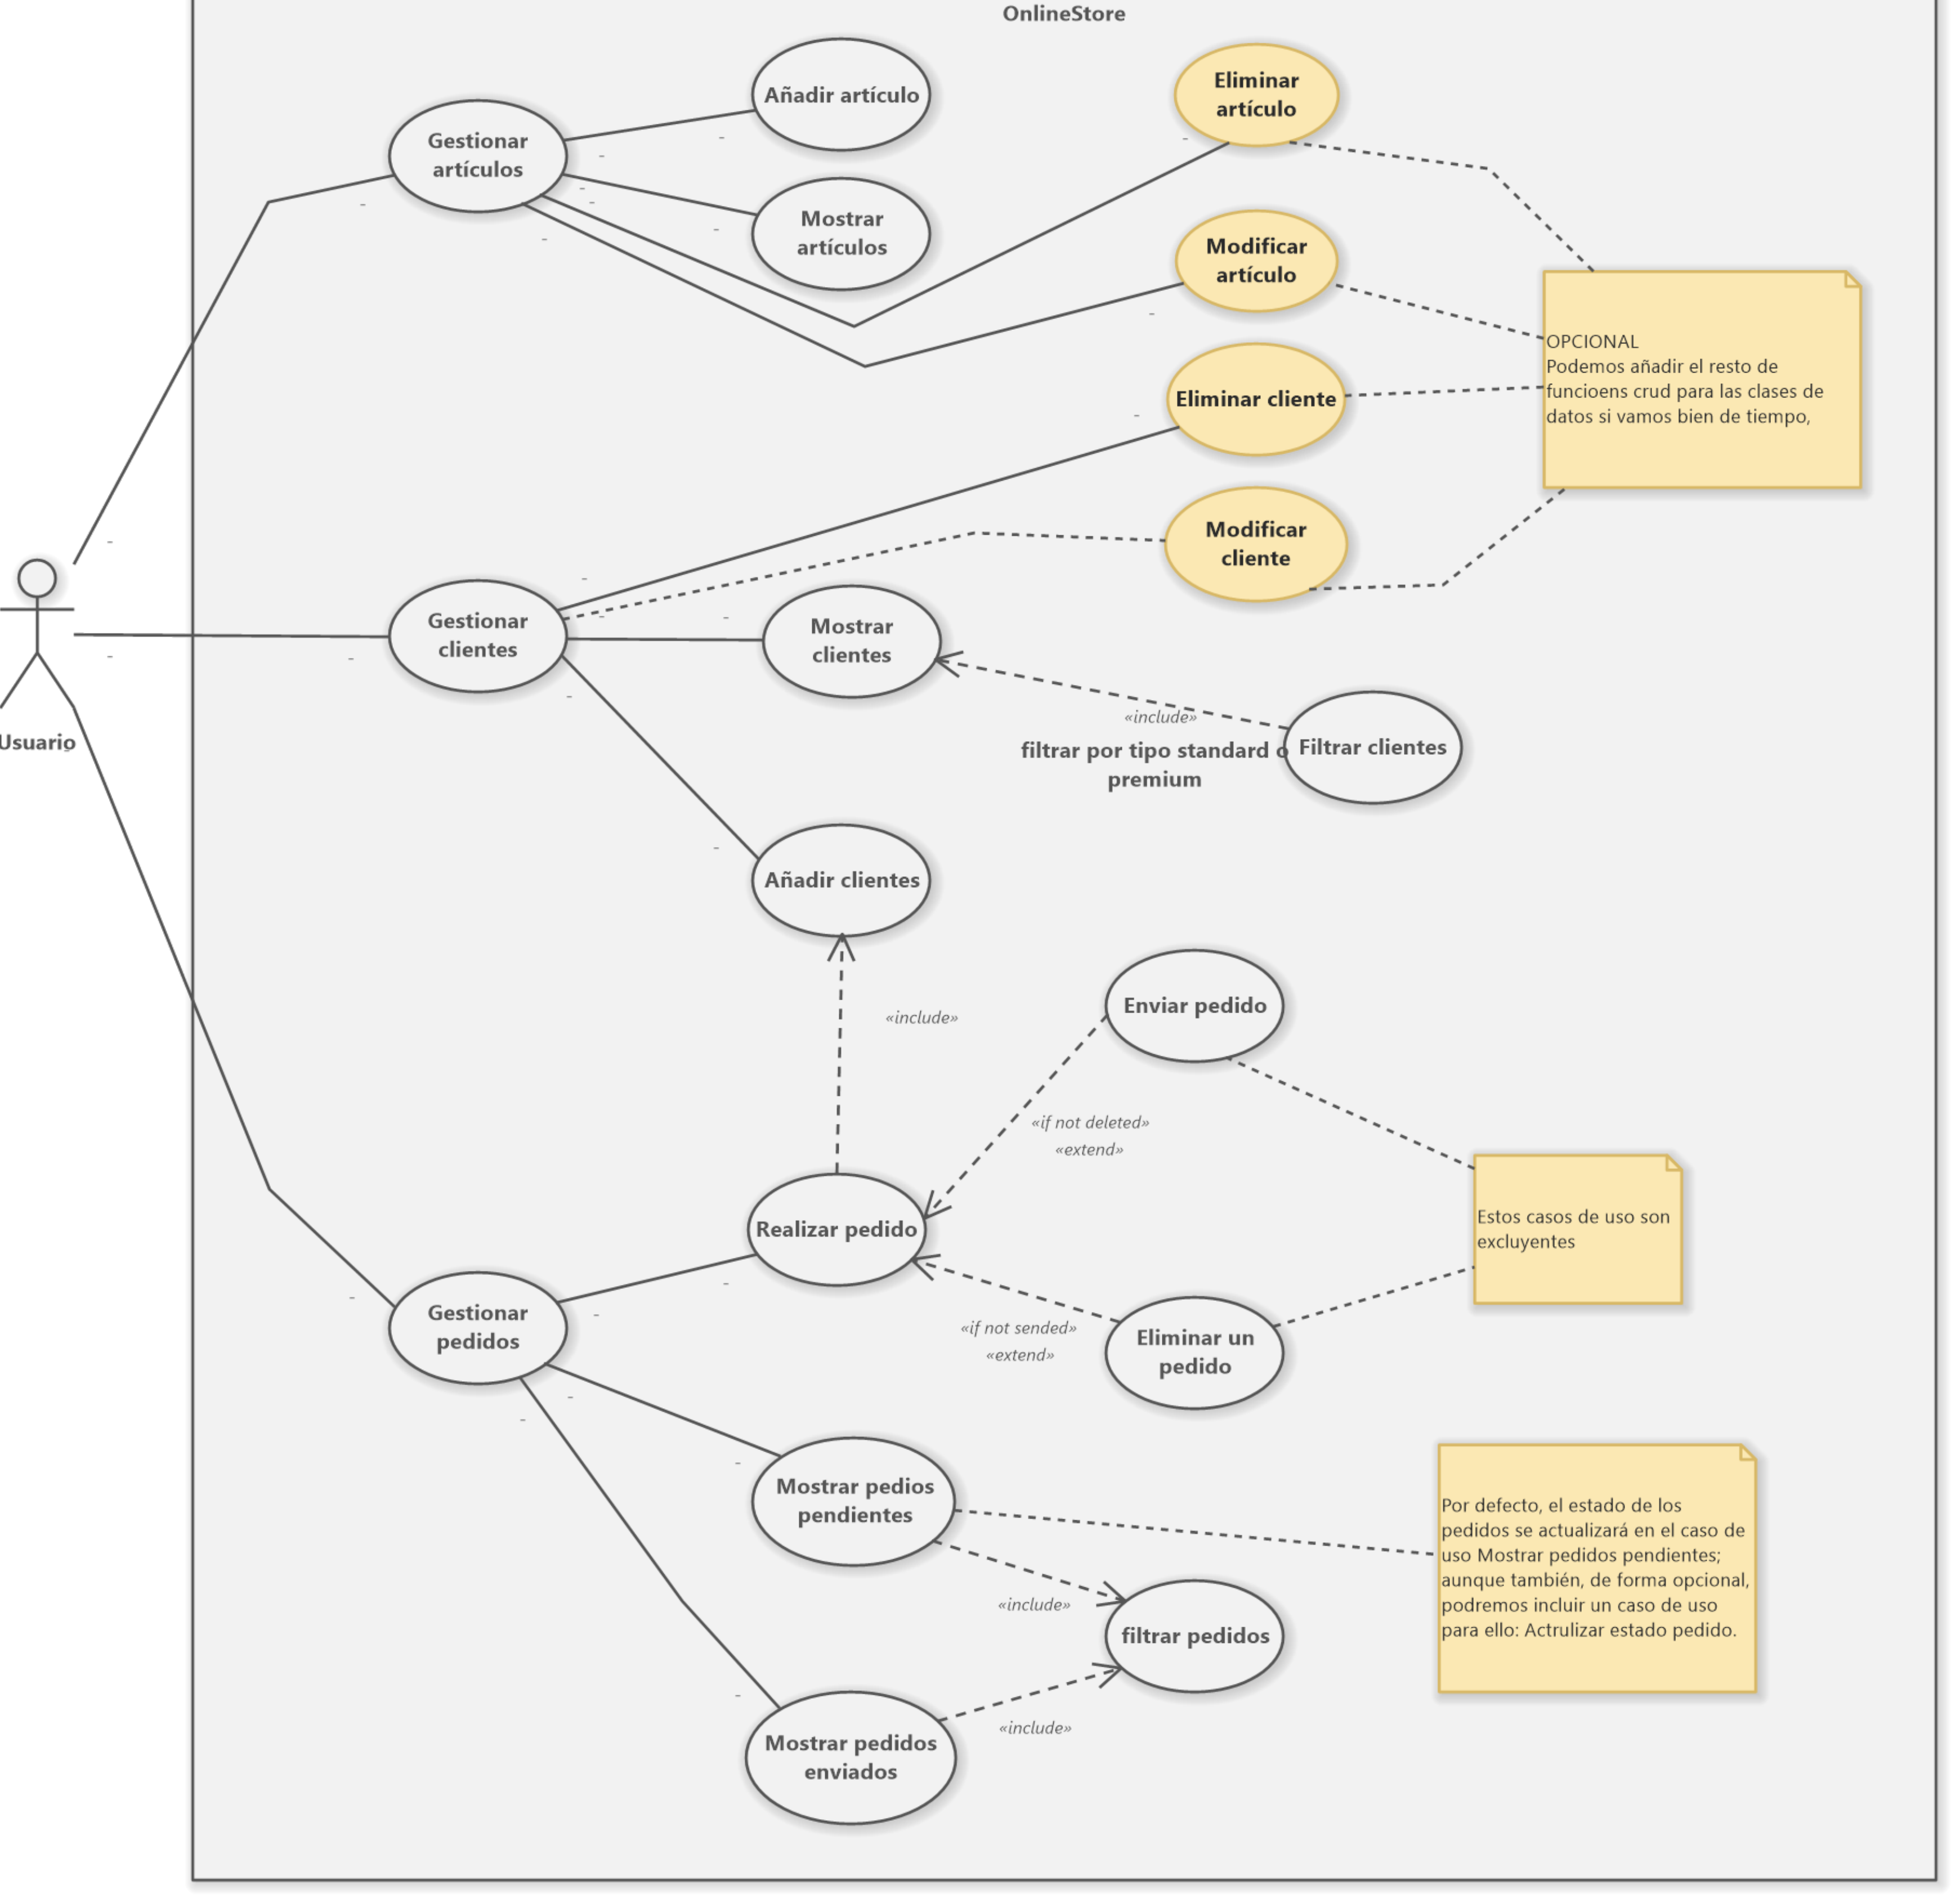 OnlineStore
Añadir artículo
Eliminar
artículo
Gestionar
artículos
Mostrar
artículos
Modificar
artículo
OPCIONAL
Podemos añadir el resto de
funcioens crud para las clases de
datos si vamos bien de tiempo,
Eliminar cliente
Modificar
cliente
Gestionar
clientes
Mostrar
clientes
«include»
filtrar por tipo standard o
premium
Filtrar clientes
Usuario
Añadir clientes
«include»
Enviar pedido
«if not deleted»
«extend»
Realizar pedido
Estos casos de uso son
excluyentes
Gestionar
pedidos
«if not sended»
«extend»
Eliminar un
pedido
Mostrar pedios
pendientes
Por defecto, el estado de los
pedidos se actualizará en el caso de
uso Mostrar pedidos pendientes;
aunque también, de forma opcional,
podremos incluir un caso de uso
para ello: Actrulizar estado pedido.
«include»
filtrar pedidos
«include»
Mostrar pedidos
enviados